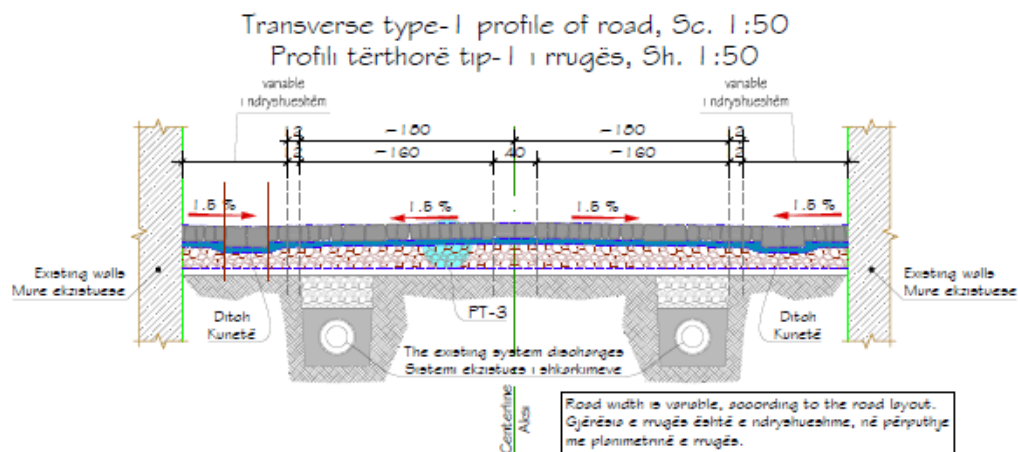 Transverse type-1 profile of road, Sc. 1:50
Profili tërthorë tip-1 i rrugës, Sh. 1:50
variable
i ndryshueshëm
variable
i ndryshueshëm
~180
~180
~160
40
~160
1.5 %
1.5 %
1.5 %
1.5 %
Existing walls
Mure ekzistuese
Existing walls
Mure ekzistuese
Ditch
Kunetë
PT-3
Ditch
Kunetë
The existing system discharges
Sistemi ekzistues i shkarkimeve
Centerline
Aksi
Road width is variable, according to the road layout.
Gjërësia e rrugës është e ndryshueshme, në përputhje
me planimetrinë e rrugës.